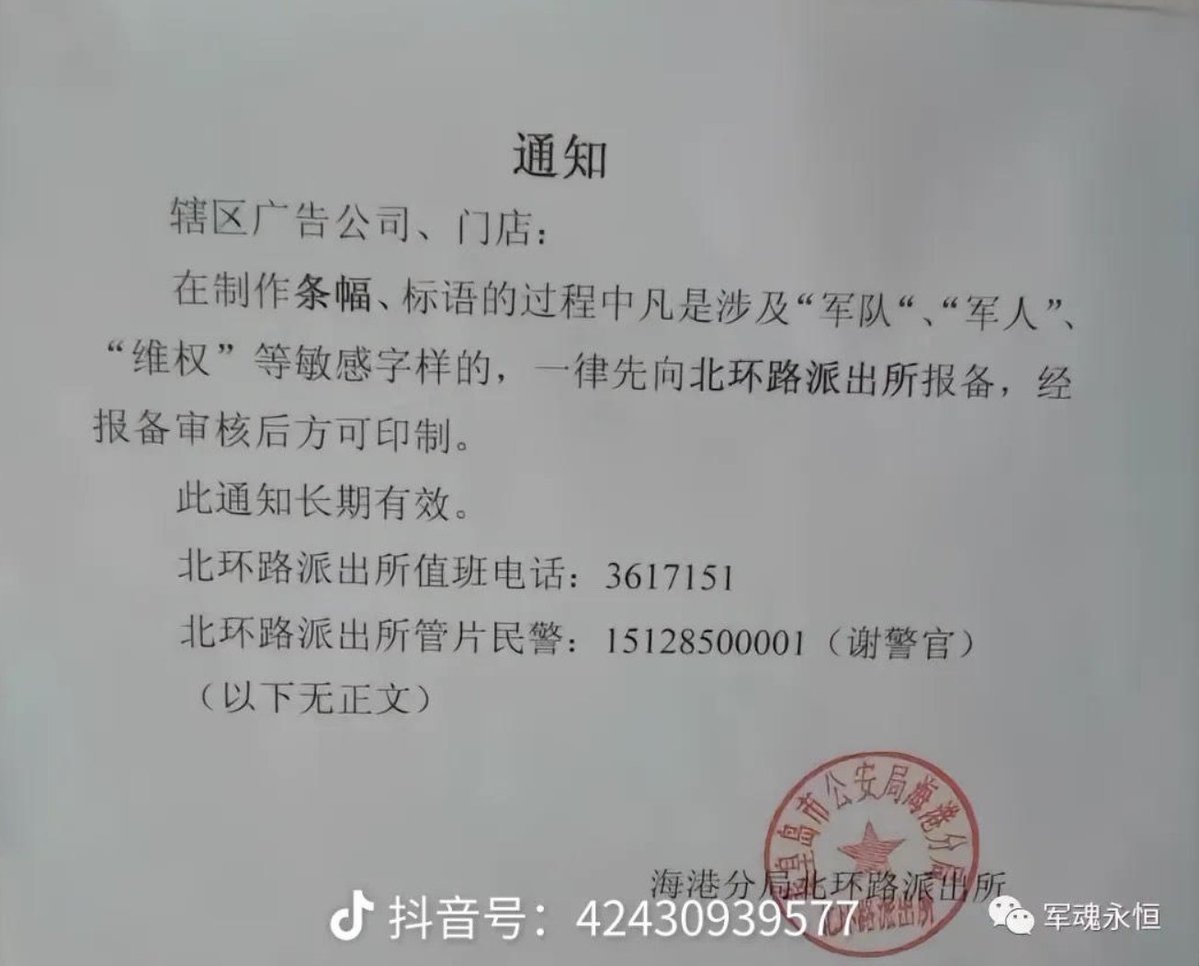 通知
辖区广告公司、门店：
在制作条幅、标语的过程中凡是涉及“军队“、“军人”、
“维权”等敏感字样的，一律先向北环路派出所报备，经
报备审核后方可印制。
此通知长期有效。
北环路派出所值班电话：3617151
北环路派出所管片民警：15128500001（谢警官）
（以下无正文）
皇岛市公安局海港分局
海港分局北环路派出所
北环路派出所
抖音号：42430939577
军魂永恒